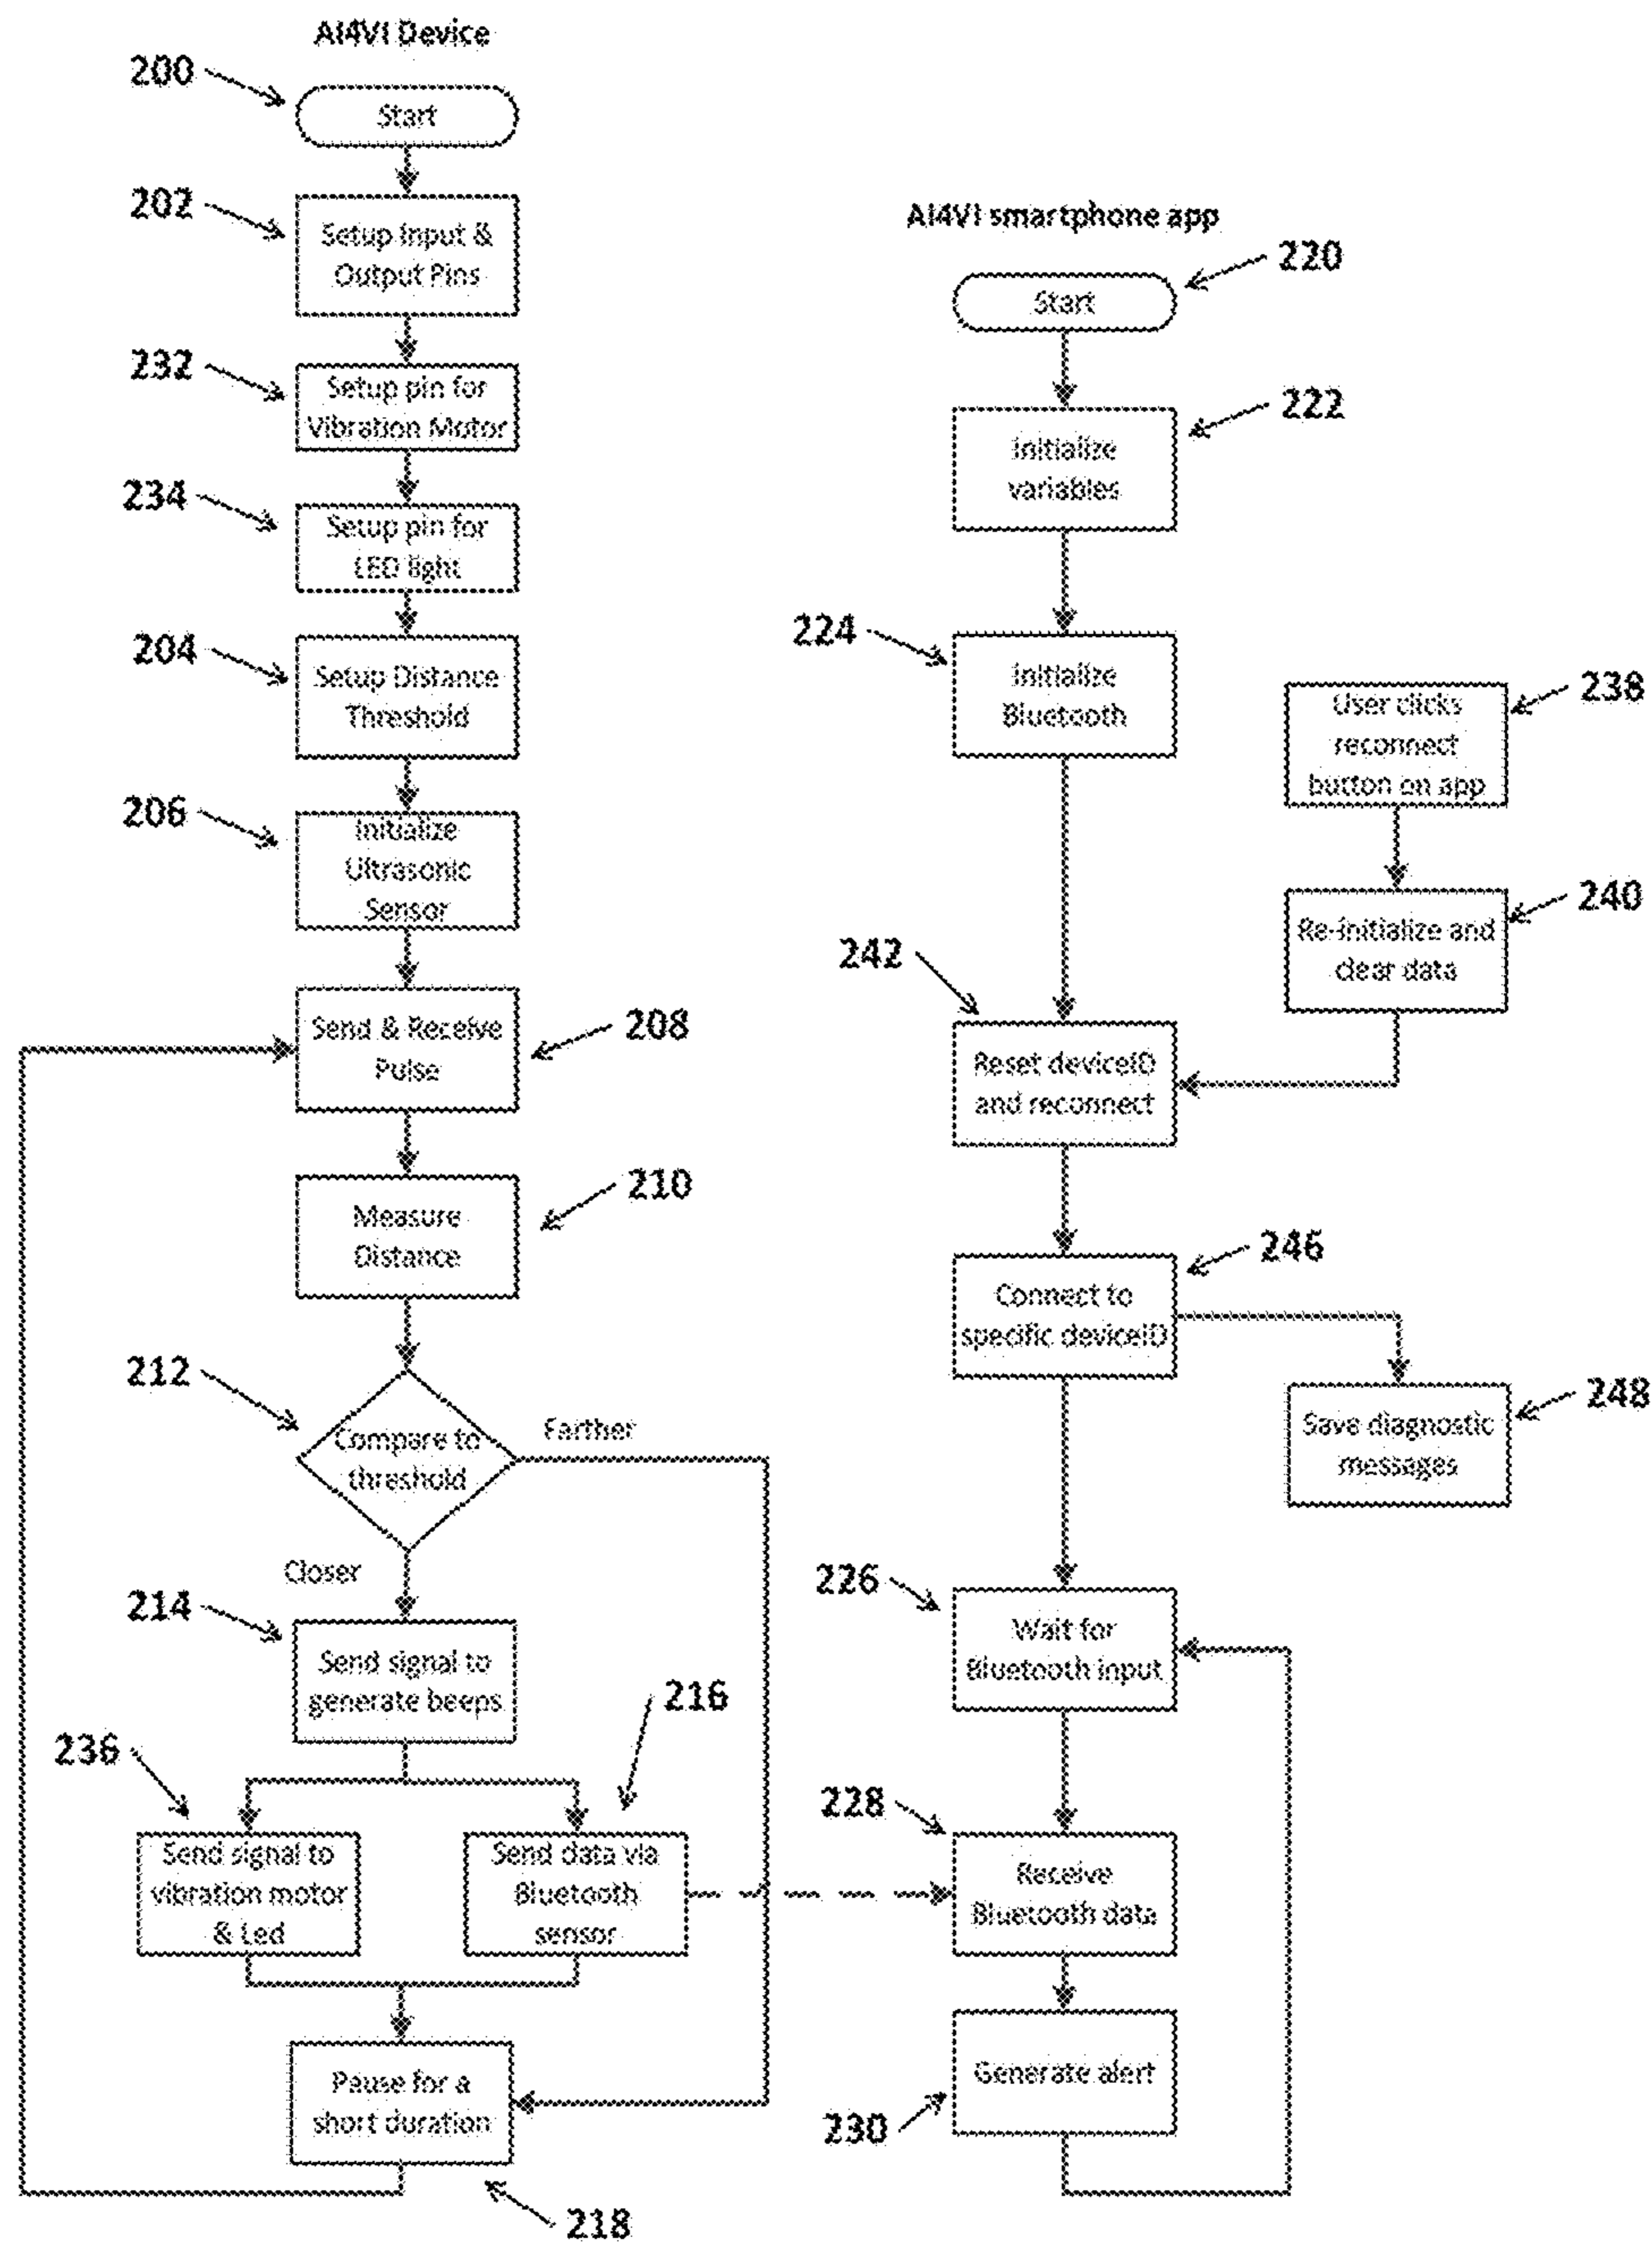 AI4VI Device
200
Start
202
Setup Input &
Output Pins
232
Setup pin for
Vibration Motor
234
Setup pin for
LED light
204
Setup Distance
Threshold
206
Initialize
Ultrasonic
Sensor
Send & Receive
Pulse
208
Measure
Distance
210
212
Compare to
threshold
Farther
Closer
214
Send signal to
generate beeps
216
236
Send signal to
vibration motor
& Led
Send data via
Bluetooth
sensor
Pause for a
short duration
218
AI4VI smartphone app
220
Start
222
Initialize
variables
224
Initialize
Bluetooth
238
User clicks
reconnect
button on app
240
Re-initialize and
clear data
242
Reset deviceID
and reconnect
246
Connect to
specific deviceID
248
Save diagnostic
messages
226
Wait for
Bluetooth input
228
Receive
Bluetooth data
Generate alert
230